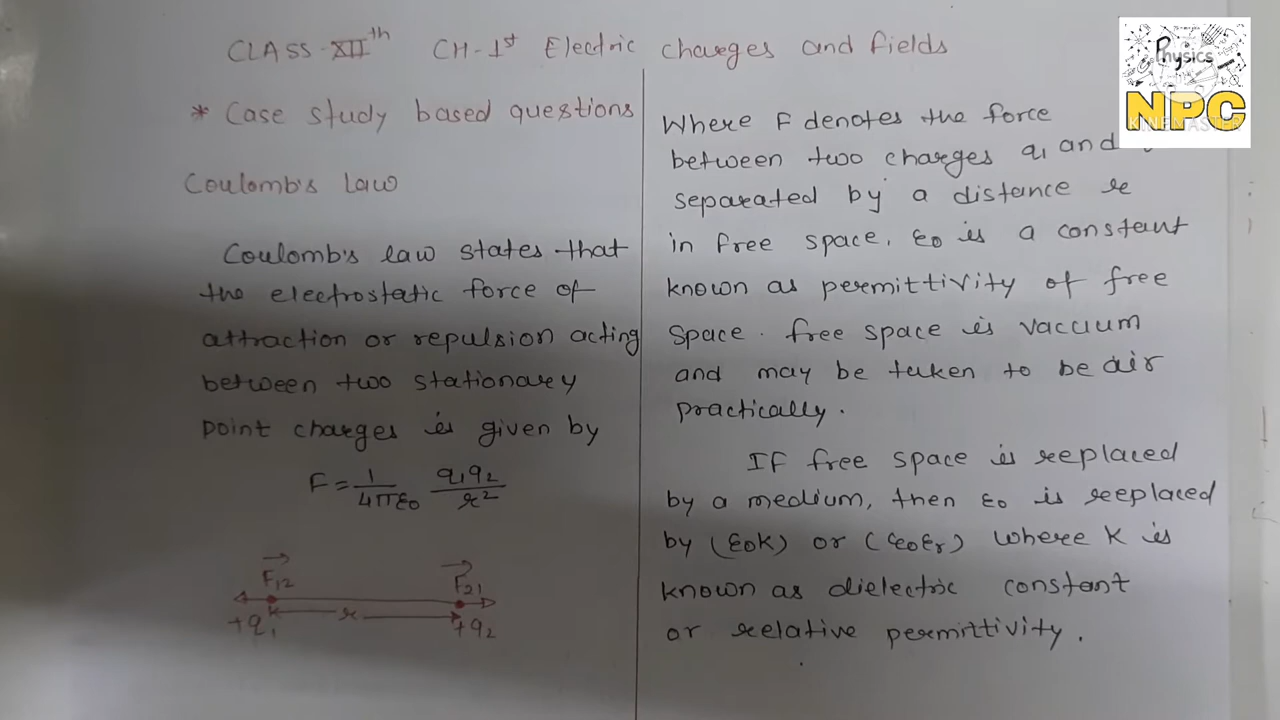 CLASS-XIIth CH-1st Electric charges and fields
* Case study based questions
Coulomb's law
Coulomb's law states that
the electrostatic force of
attraction or repulsion acting
between two stationary
point charges is given by
F = 1/4πε0 q1q2/r²
F12 F21
r
+q1 +q2
Where F denotes the force
between two charges q1 and
separated by a distance r
in free space, ε0 is a constant
known as permittivity of free
space. free space is vaccium
and may be taken to be air
practically.
If free space is replaced
by a medium, then ε0 is reeplaced
by (ε0k) or (ε0εr) where k is
known as dielectric constant
or relative permittivity.
Physics
NPC
KINEMASTER